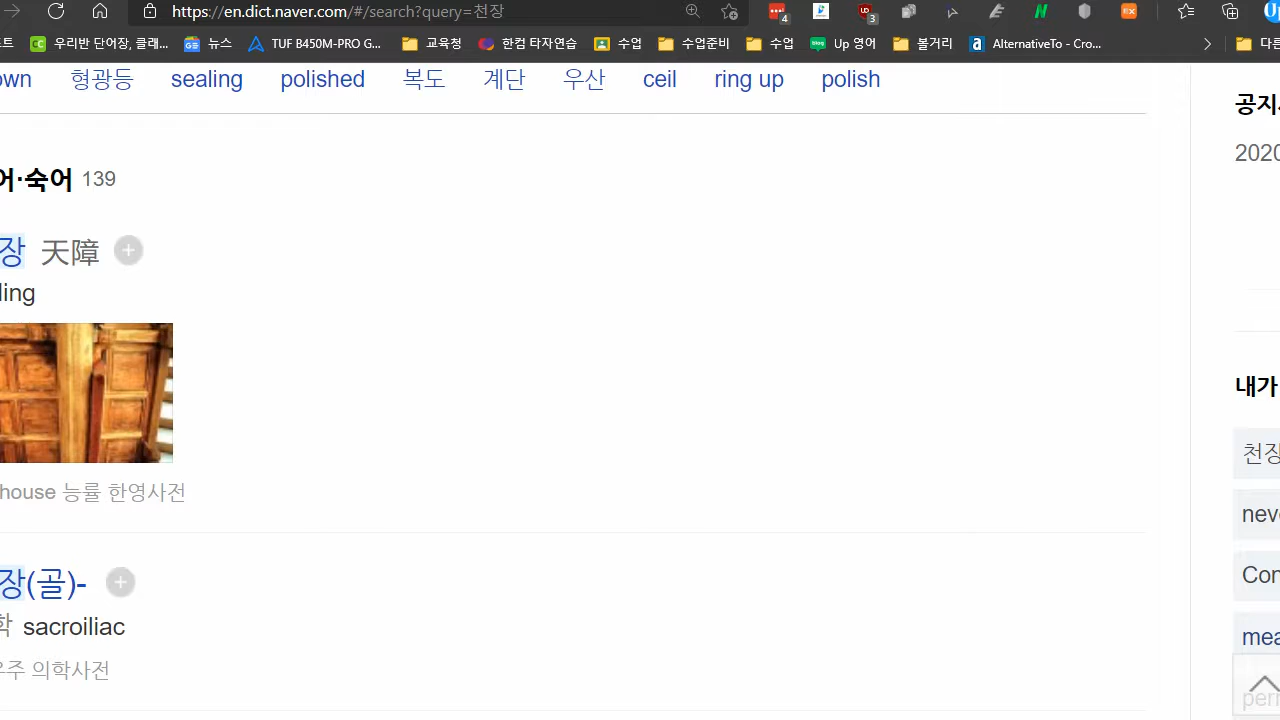 https://en.dict.naver.com/#/search?query=천장
4 3
우리반 단어장, 클래... 뉴스 TUF B450M-PRO G... 교육청 한컴 타자연습 수업 수업준비 수업 Up 영어 볼거리 AlternativeTo - Cro... 다른
own 형광등 sealing polished 복도 계단 우산 ceil ring up polish
공지
2020
어·숙어 139
장 天障
ling
내가
천장
house 능률 한영사전
neve
Con
장(골)-
학 sacroiliac
mea
우주 의학사전
perr